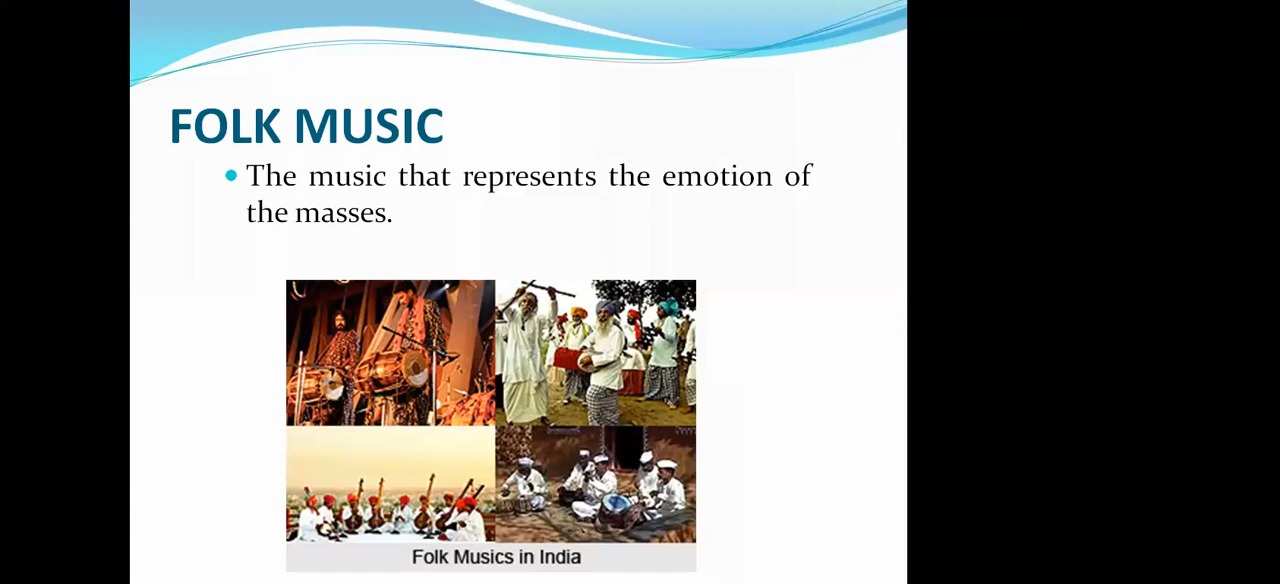 FOLK MUSIC
The music that represents the emotion of
the masses.
Folk Musics in India